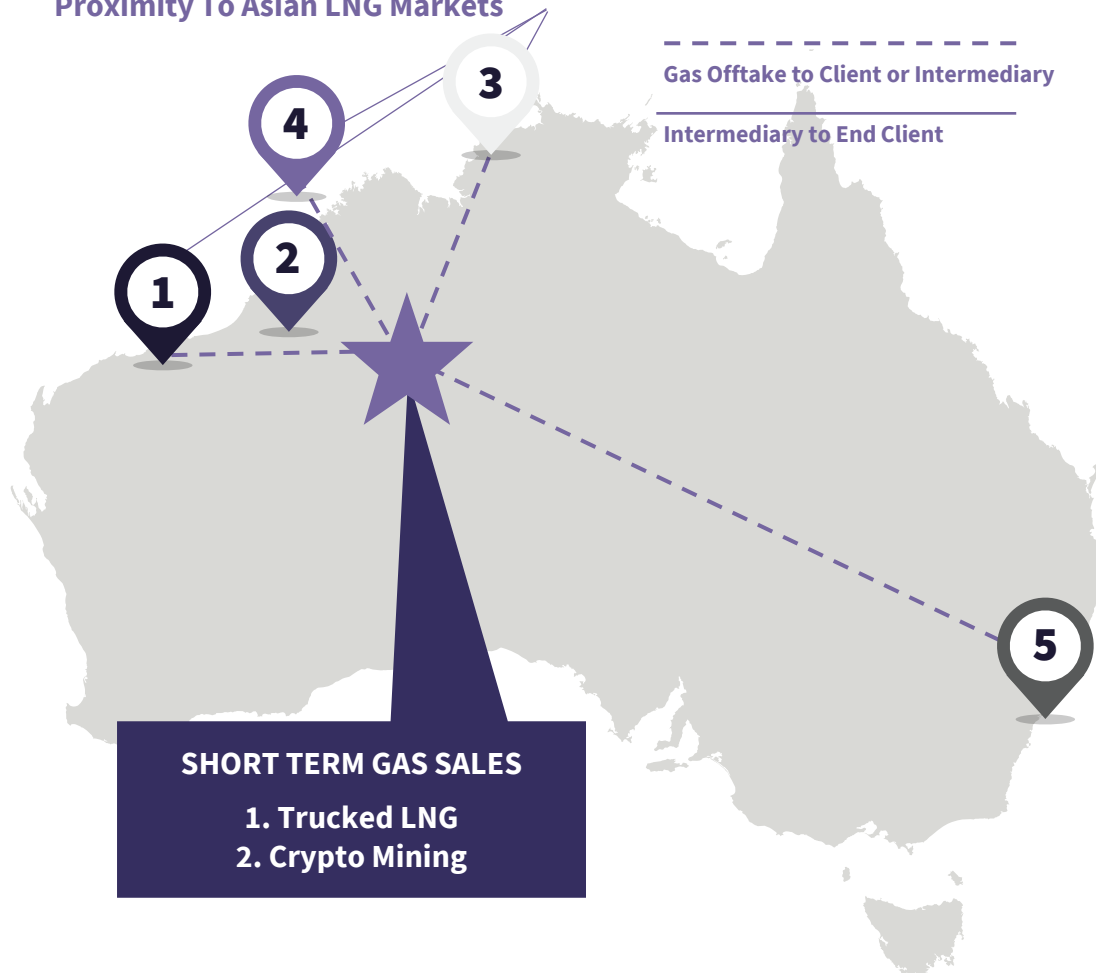 Proximity To Asian LNG Markets
Gas Offtake to Client or Intermediary
Intermediary to End Client
3
4
2
1
5
SHORT TERM GAS SALES
1. Trucked LNG
2. Crypto Mining